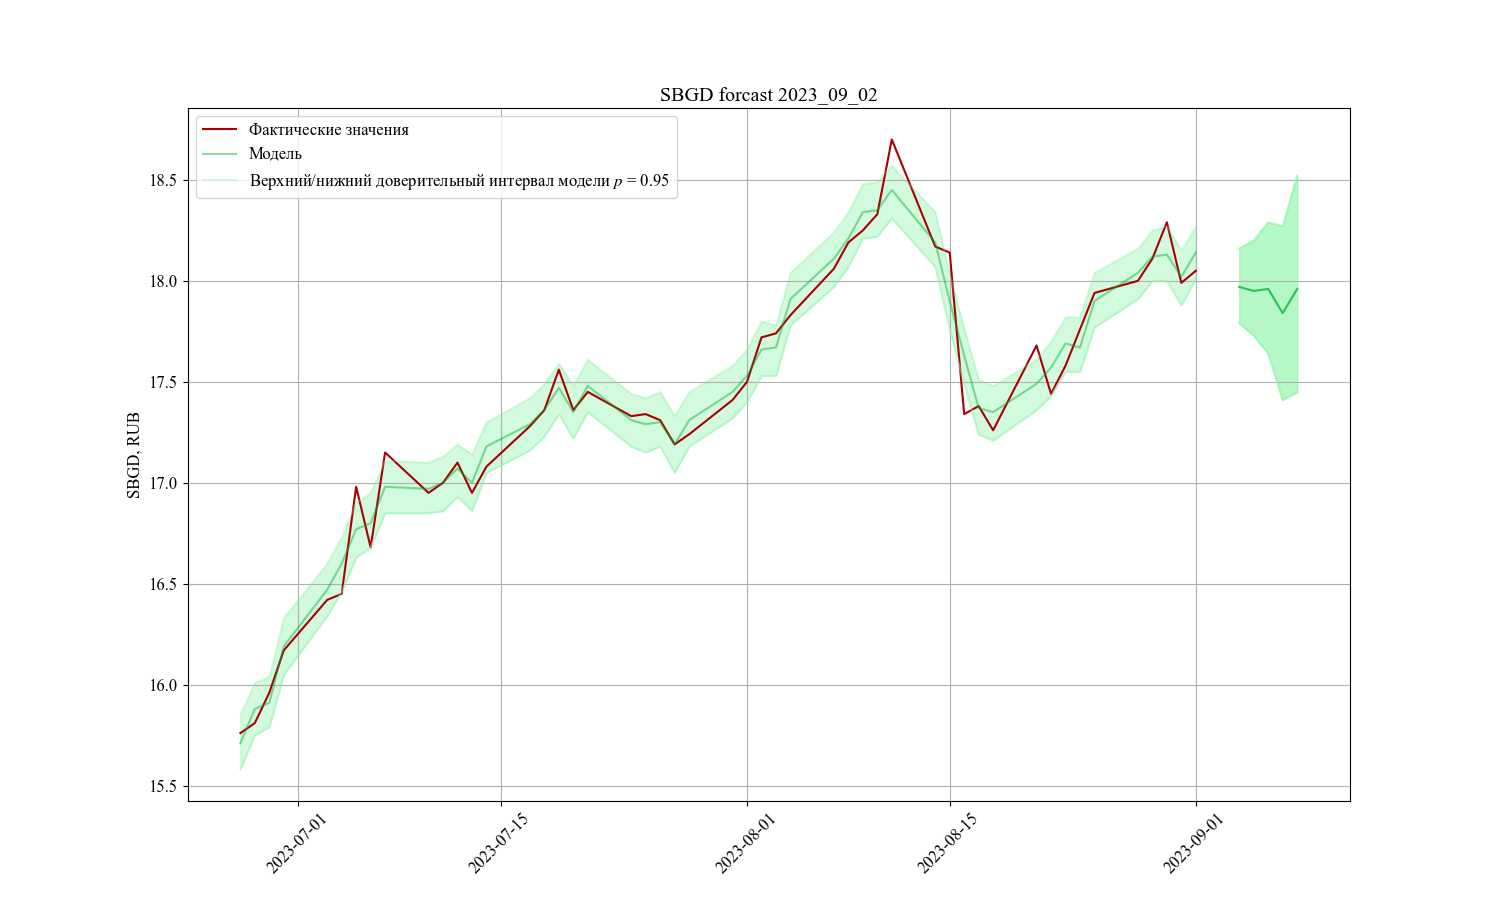 SBGD forcast 2023_09_02
Фактические значения
Модель
Верхний/нижний доверительный интервал модели p = 0.95
SBGD, RUB
18.5
18.0
17.5
17.0
16.5
16.0
15.5
2023-07-01
2023-07-15
2023-08-01
2023-08-15
2023-09-01